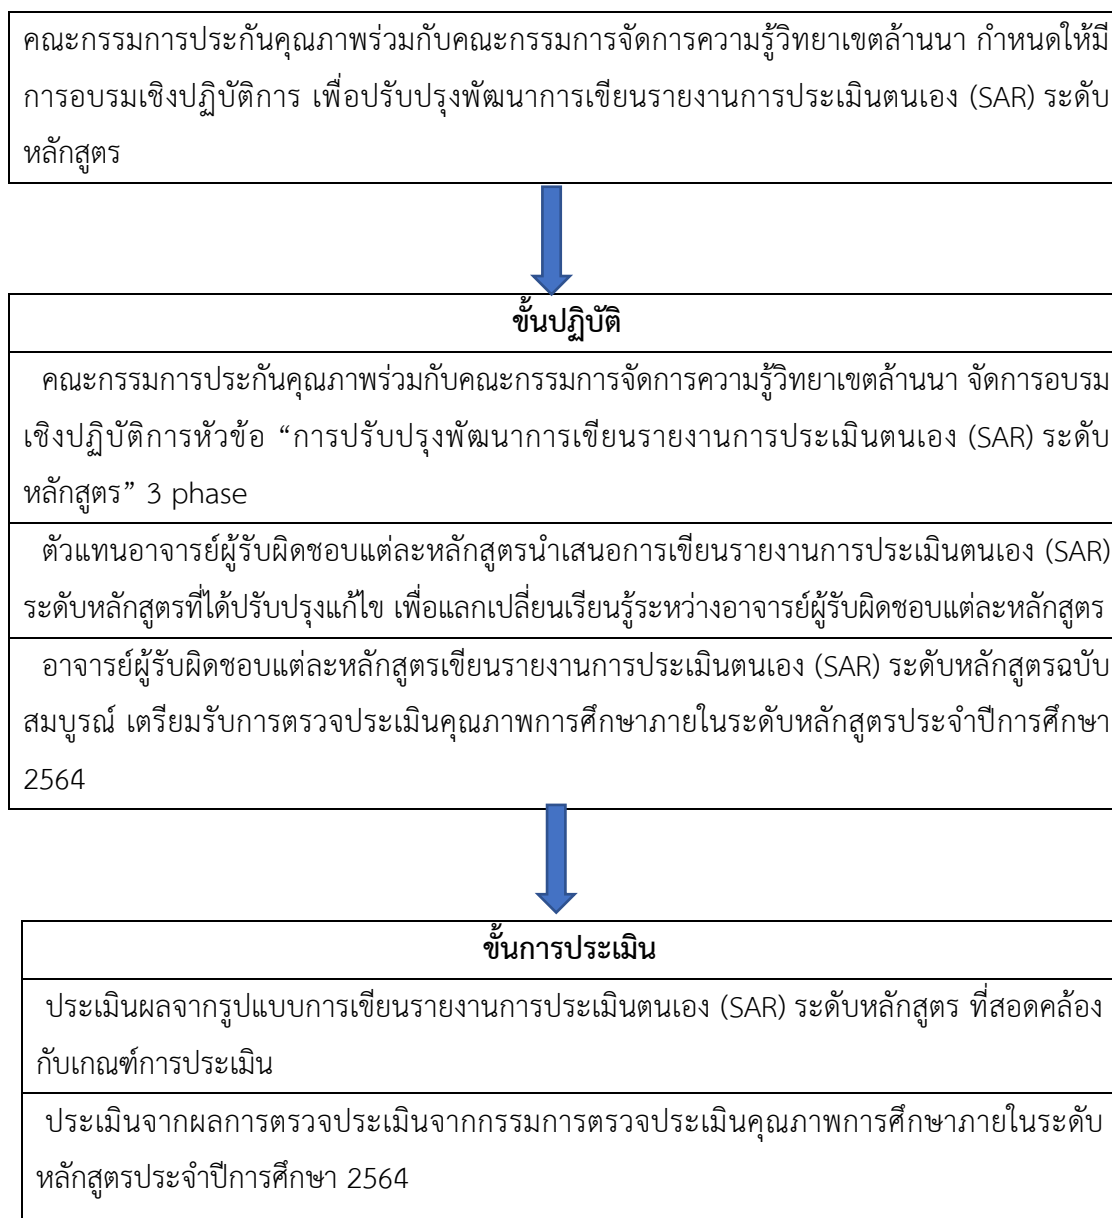 คณะกรรมการประกันคุณภาพร่วมกับคณะกรรมการจัดการความรู้วิทยาเขตล้านนา กำหนดให้มี
การอบรมเชิงปฏิบัติการ เพื่อปรับปรุงพัฒนาการเขียนรายงานการประเมินตนเอง (SAR) ระดับ
หลักสูตร
ขั้นปฏิบัติ
คณะกรรมการประกันคุณภาพร่วมกับคณะกรรมการจัดการความรู้วิทยาเขตล้านนา จัดการอบรม
เชิงปฏิบัติการหัวข้อ “การปรับปรุงพัฒนาการเขียนรายงานการประเมินตนเอง (SAR) ระดับ
หลักสูตร” 3 phase
ตัวแทนอาจารย์ผู้รับผิดชอบแต่ละหลักสูตรนำเสนอการเขียนรายงานการประเมินตนเอง (SAR)
ระดับหลักสูตรที่ได้ปรับปรุงแก้ไข เพื่อแลกเปลี่ยนเรียนรู้ระหว่างอาจารย์ผู้รับผิดชอบแต่ละหลักสูตร
อาจารย์ผู้รับผิดชอบแต่ละหลักสูตรเขียนรายงานการประเมินตนเอง (SAR) ระดับหลักสูตรฉบับ
สมบูรณ์ เตรียมรับการตรวจประเมินคุณภาพการศึกษาภายในระดับหลักสูตรประจำปีการศึกษา
2564
ขั้นการประเมิน
ประเมินผลจากรูปแบบการเขียนรายงานการประเมินตนเอง (SAR) ระดับหลักสูตร ที่สอดคล้อง
กับเกณฑ์การประเมิน
ประเมินจากผลการตรวจประเมินจากกรรมการตรวจประเมินคุณภาพการศึกษาภายในระดับ
หลักสูตรประจำปีการศึกษา 2564